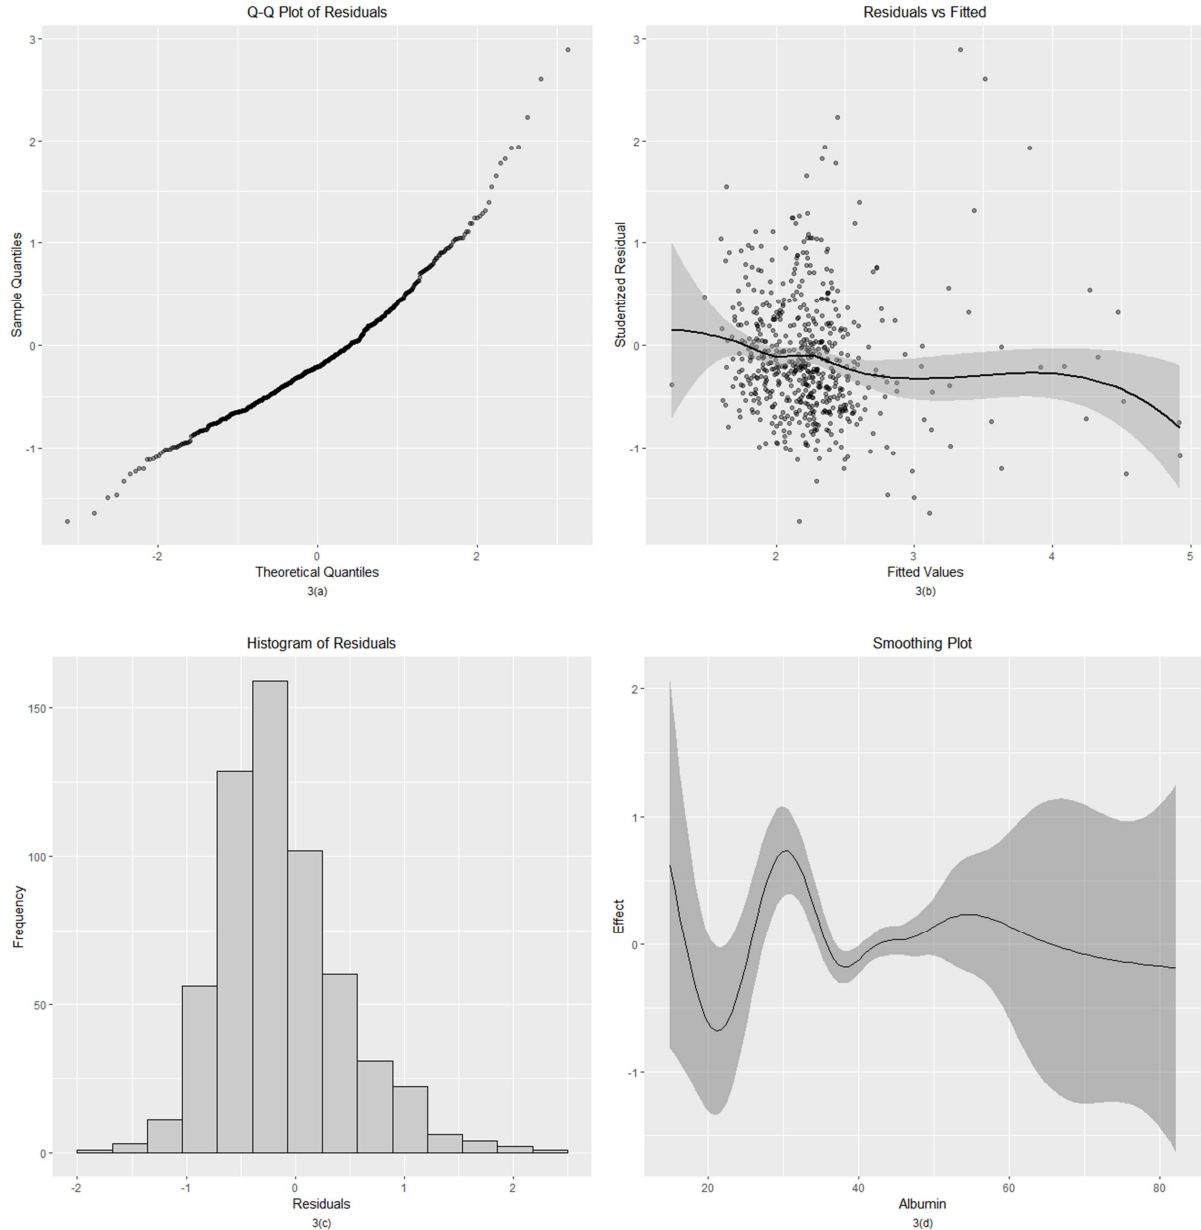 Q-Q Plot of Residuals
3
2
1
0
-1
Sample Quantiles
-2
0
2
Theoretical Quantiles
3(a)
Residuals vs Fitted
3
2
1
0
-1
Studentized Residual
2
3
4
5
Fitted Values
3(b)
Histogram of Residuals
150
100
50
0
Frequency
-2
-1
0
1
2
Residuals
3(c)
Smoothing Plot
2
1
0
-1
Effect
20
40
60
80
Albumin
3(d)